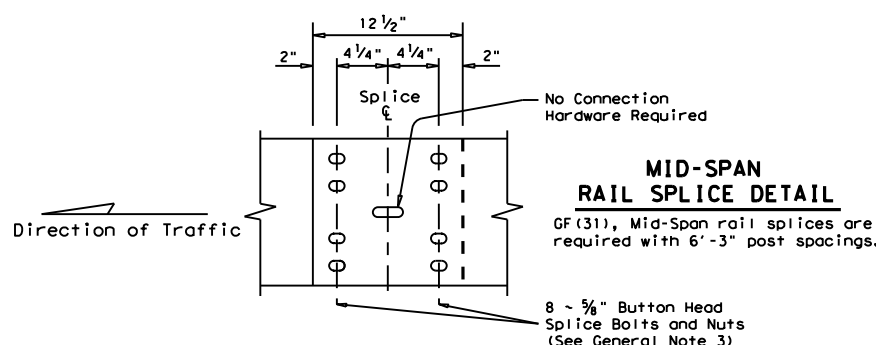 12 1/2"
2" 4 1/4" 4 1/4" 2"
Splice
℄
No Connection
Hardware Required
MID-SPAN
RAIL SPLICE DETAIL
GF(31), Mid-Span rail splices are
required with 6'-3" post spacings.
Direction of Traffic
8 ~ 5/8" Button Head
Splice Bolts and Nuts
(See General Note 3)